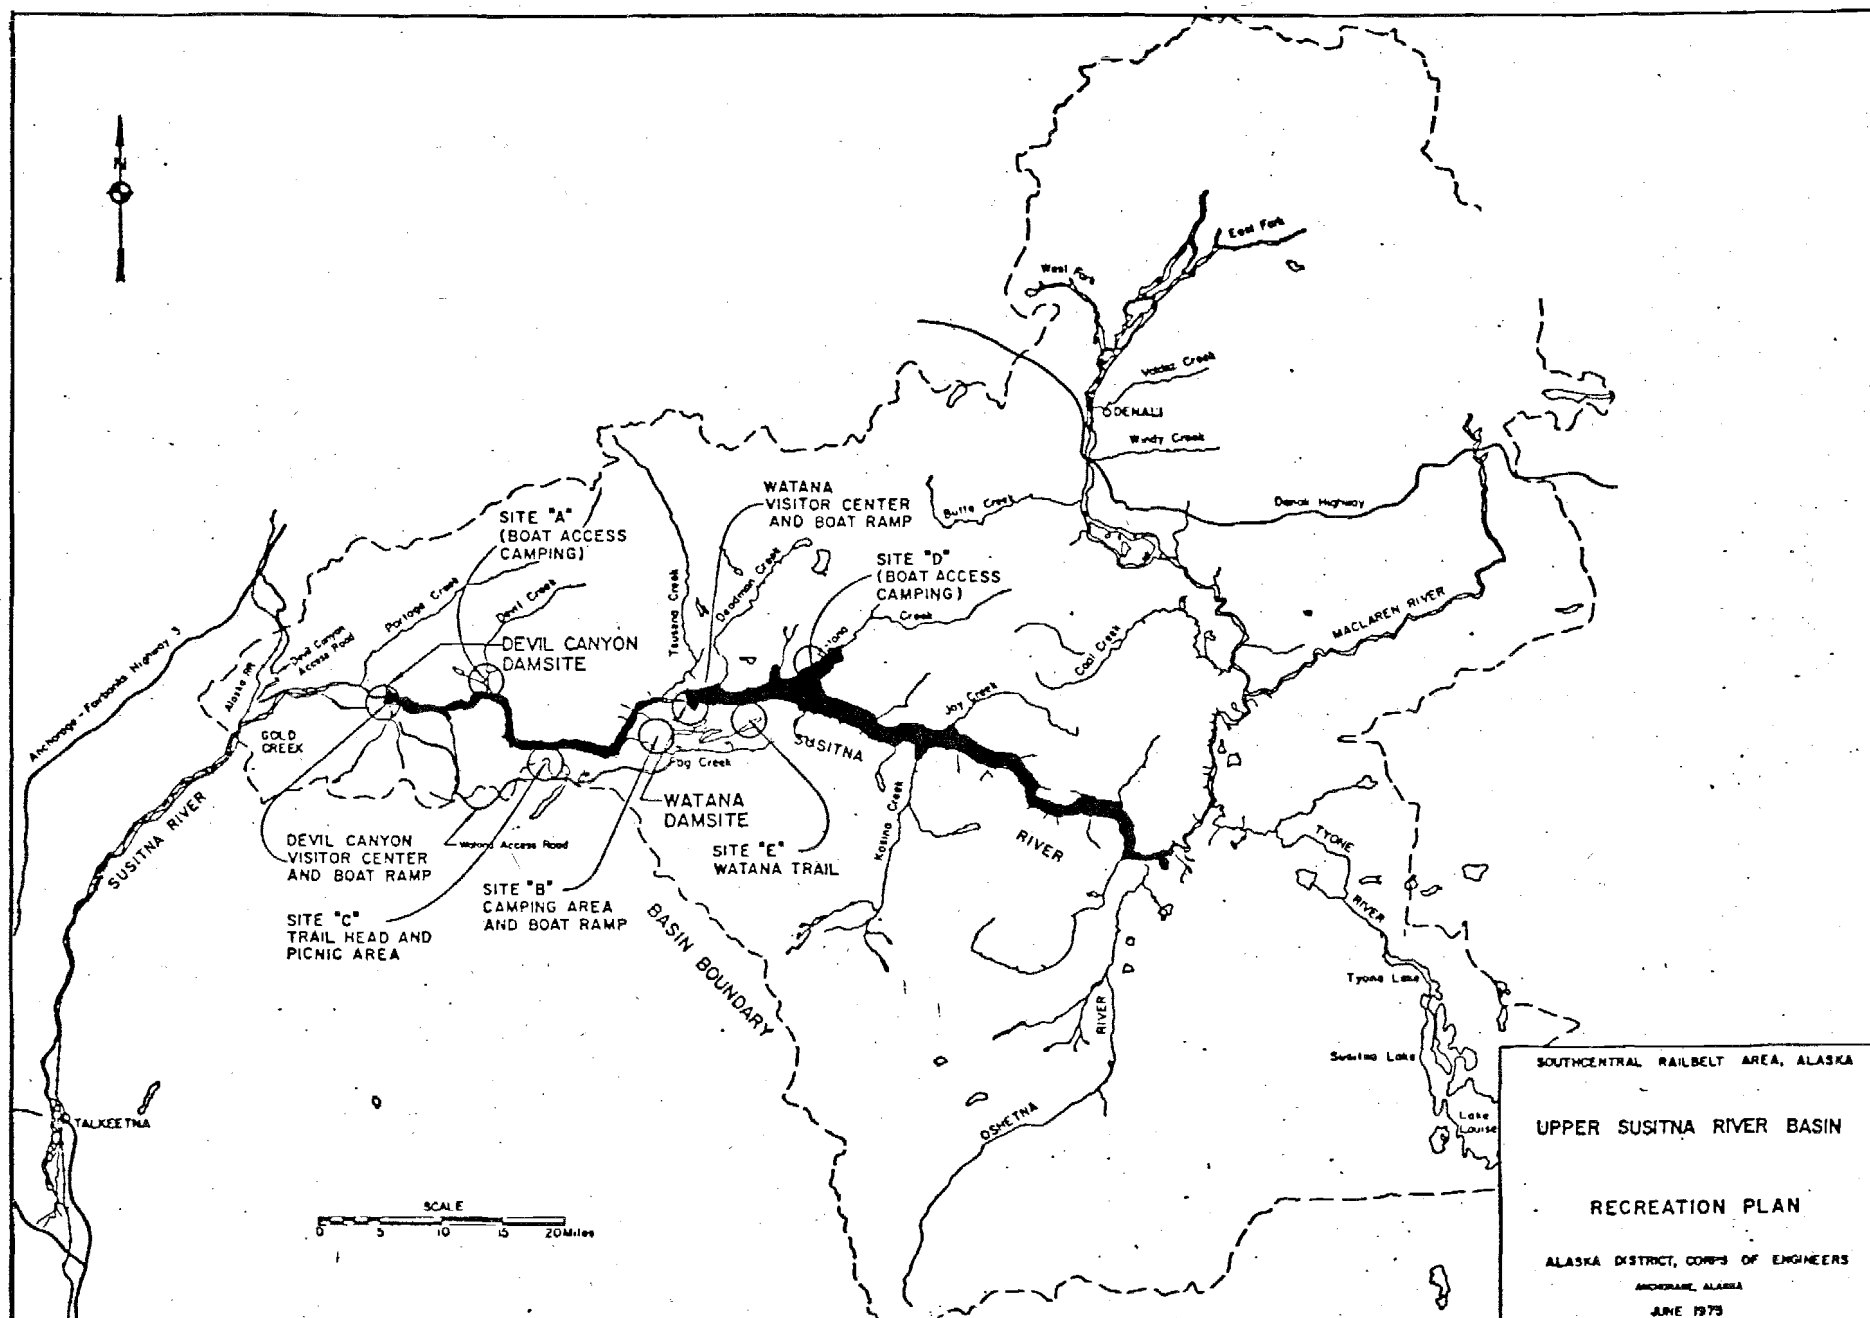 N
East Fork
West Fork
Valdez Creek
DENALI
Windy Creek
Denali Highway
Butte Creek
WATANA
VISITOR CENTER
AND BOAT RAMP
SITE "A"
(BOAT ACCESS
CAMPING)
SITE "D"
(BOAT ACCESS
CAMPING)
Portage Creek
Devil Creek
Tsusena Creek
Deadman Creek
Watana
Creek
Coal Creek
MACLAREN RIVER
Anchorage - Fairbanks Highway 3
Alaska RR
Devil Canyon
Access Road
DEVIL CANYON
DAMSITE
GOLD
CREEK
Jay Creek
SUSITNA
RIVER
Fog Creek
Kosina Creek
WATANA
DAMSITE
SITE "E"
WATANA TRAIL
SUSITNA RIVER
DEVIL CANYON
VISITOR CENTER
AND BOAT RAMP
Watana Access Road
SITE "B"
CAMPING AREA
AND BOAT RAMP
SITE "C"
TRAIL HEAD AND
PICNIC AREA
BASIN BOUNDARY
TYONE
RIVER
Tyone Lake
Susitna Lake
Lake
Louise
OSHETNA
RIVER
TALKEETNA
SCALE
0 5 10 15 20 Miles
SOUTHCENTRAL RAILBELT AREA, ALASKA
UPPER SUSITNA RIVER BASIN
RECREATION PLAN
ALASKA DISTRICT, CORPS OF ENGINEERS
ANCHORAGE, ALASKA
JUNE 1975